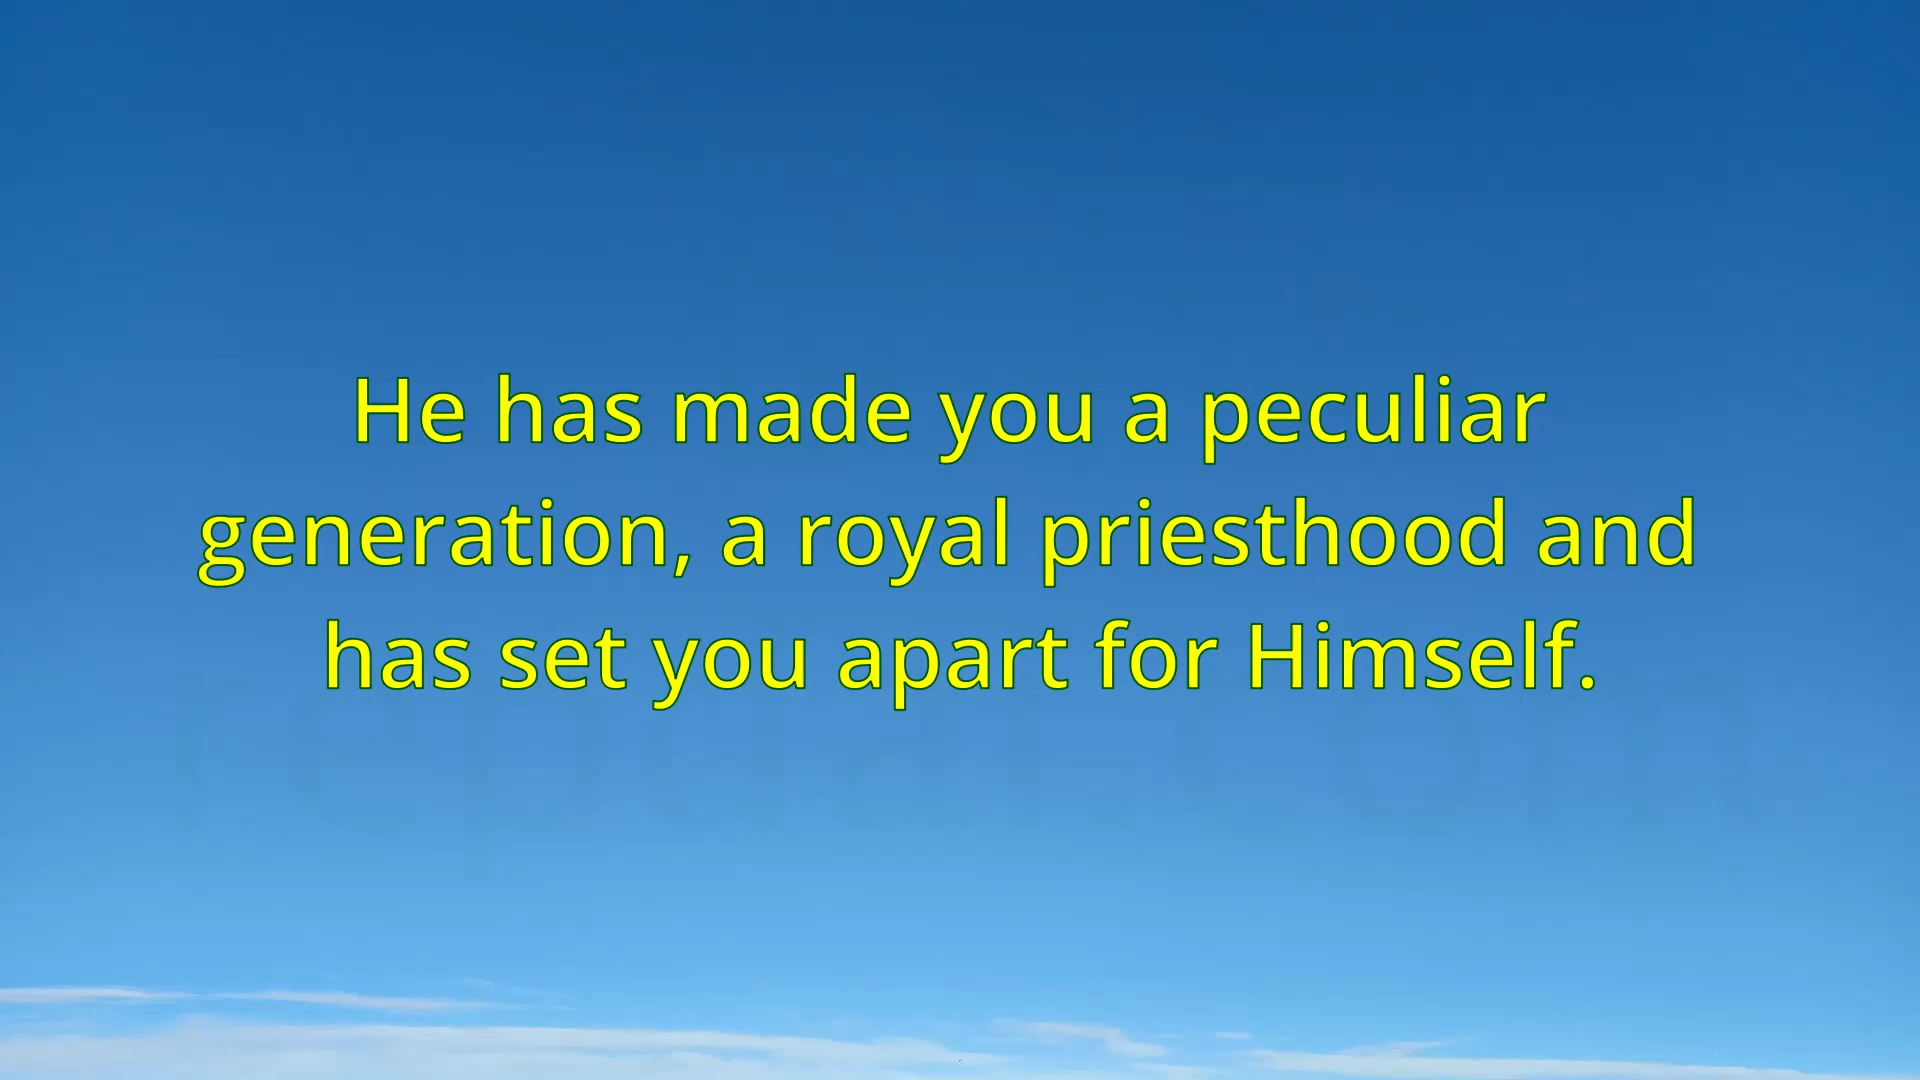 He has made you a peculiar
generation, a royal priesthood and
has set you apart for Himself.